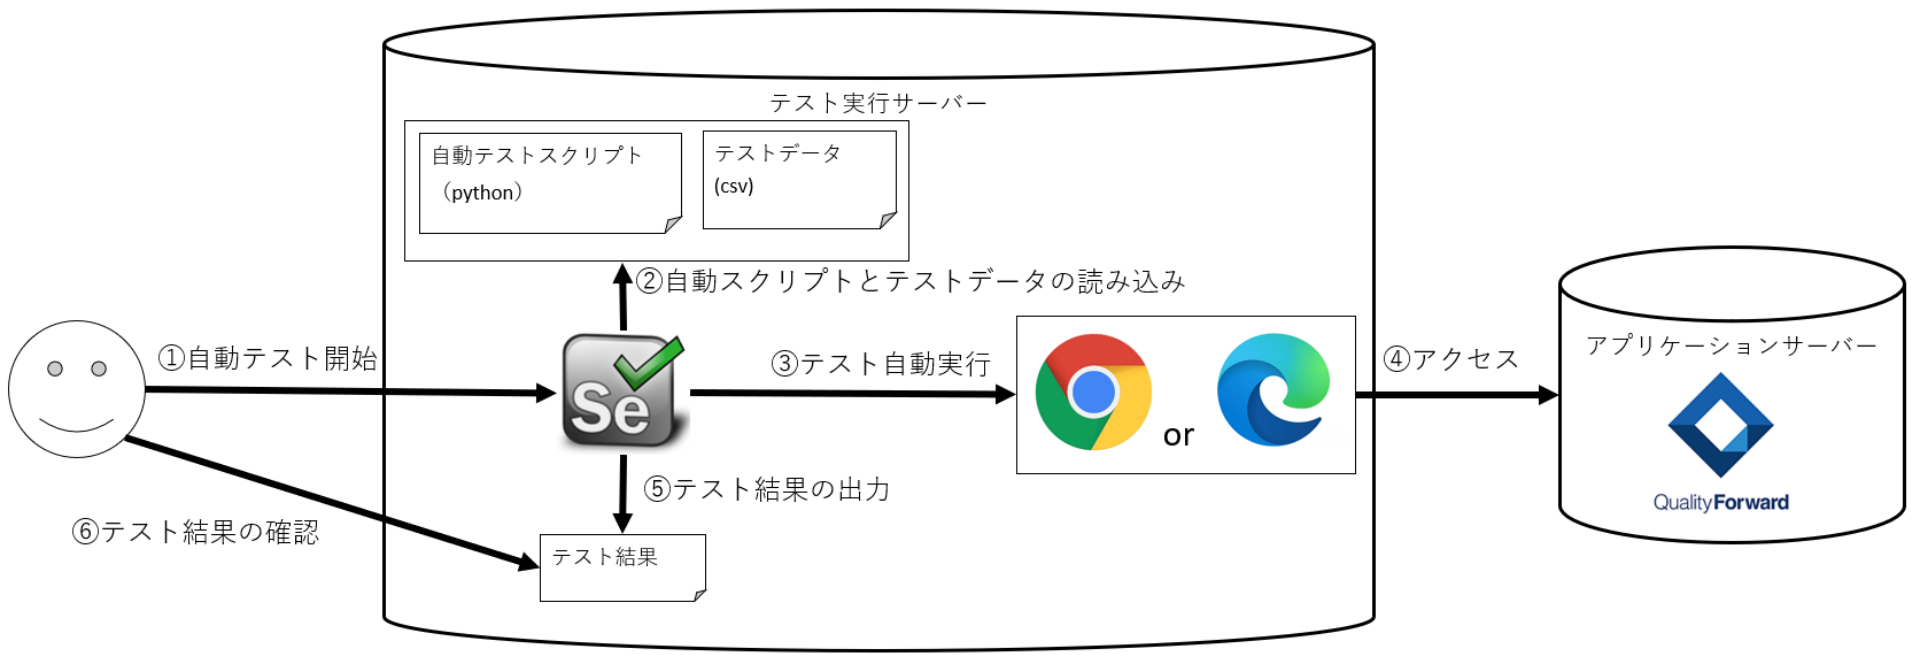 テスト実行サーバー
自動テストスクリプト
（python）
テストデータ
(csv)
②自動スクリプトとテストデータの読み込み
①自動テスト開始
Se
③テスト自動実行
or
④アクセス
アプリケーションサーバー
QualityForward
⑤テスト結果の出力
⑥テスト結果の確認
テスト結果